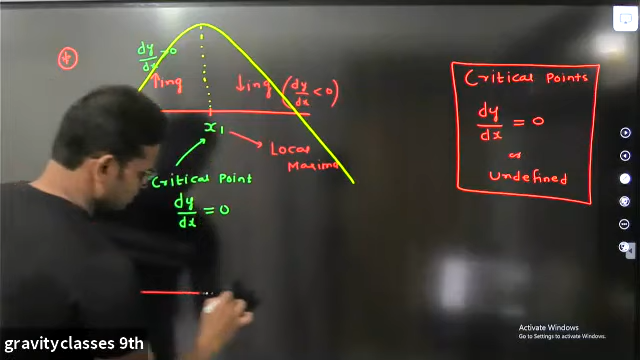 dy/dx > 0
↑ing
↓ing (dy/dx < 0)
x₁
Local
Maxima
Critical Point
dy/dx = 0
Critical Points
dy/dx = 0
or
Undefined
Activate Windows
Go to Settings to activate Windows.
gravityclasses 9th